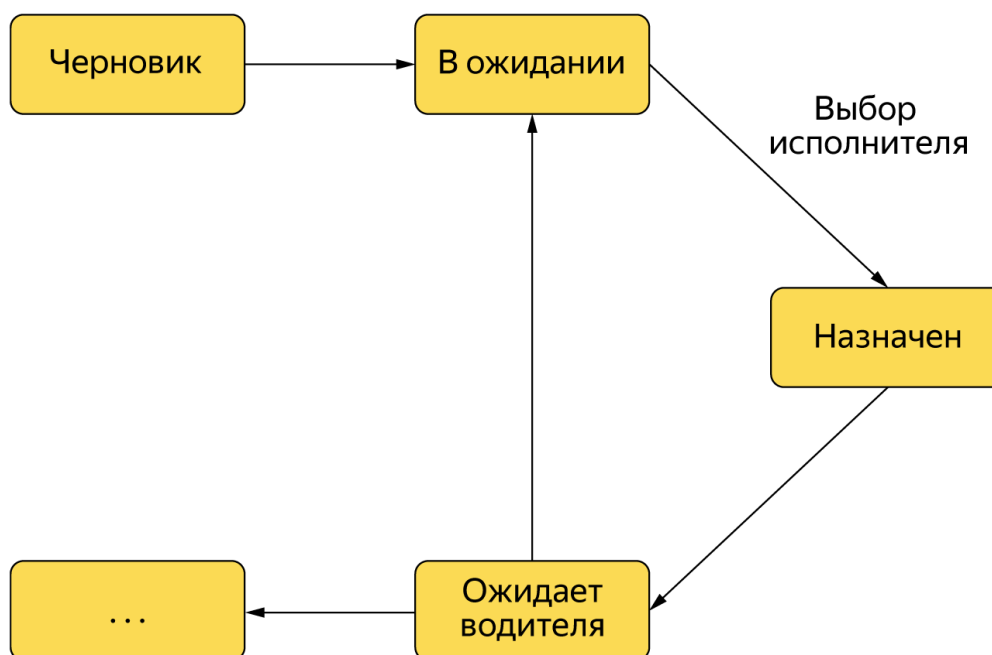 Черновик
В ожидании
Выбор
исполнителя
Назначен
Ожидает
водителя
...